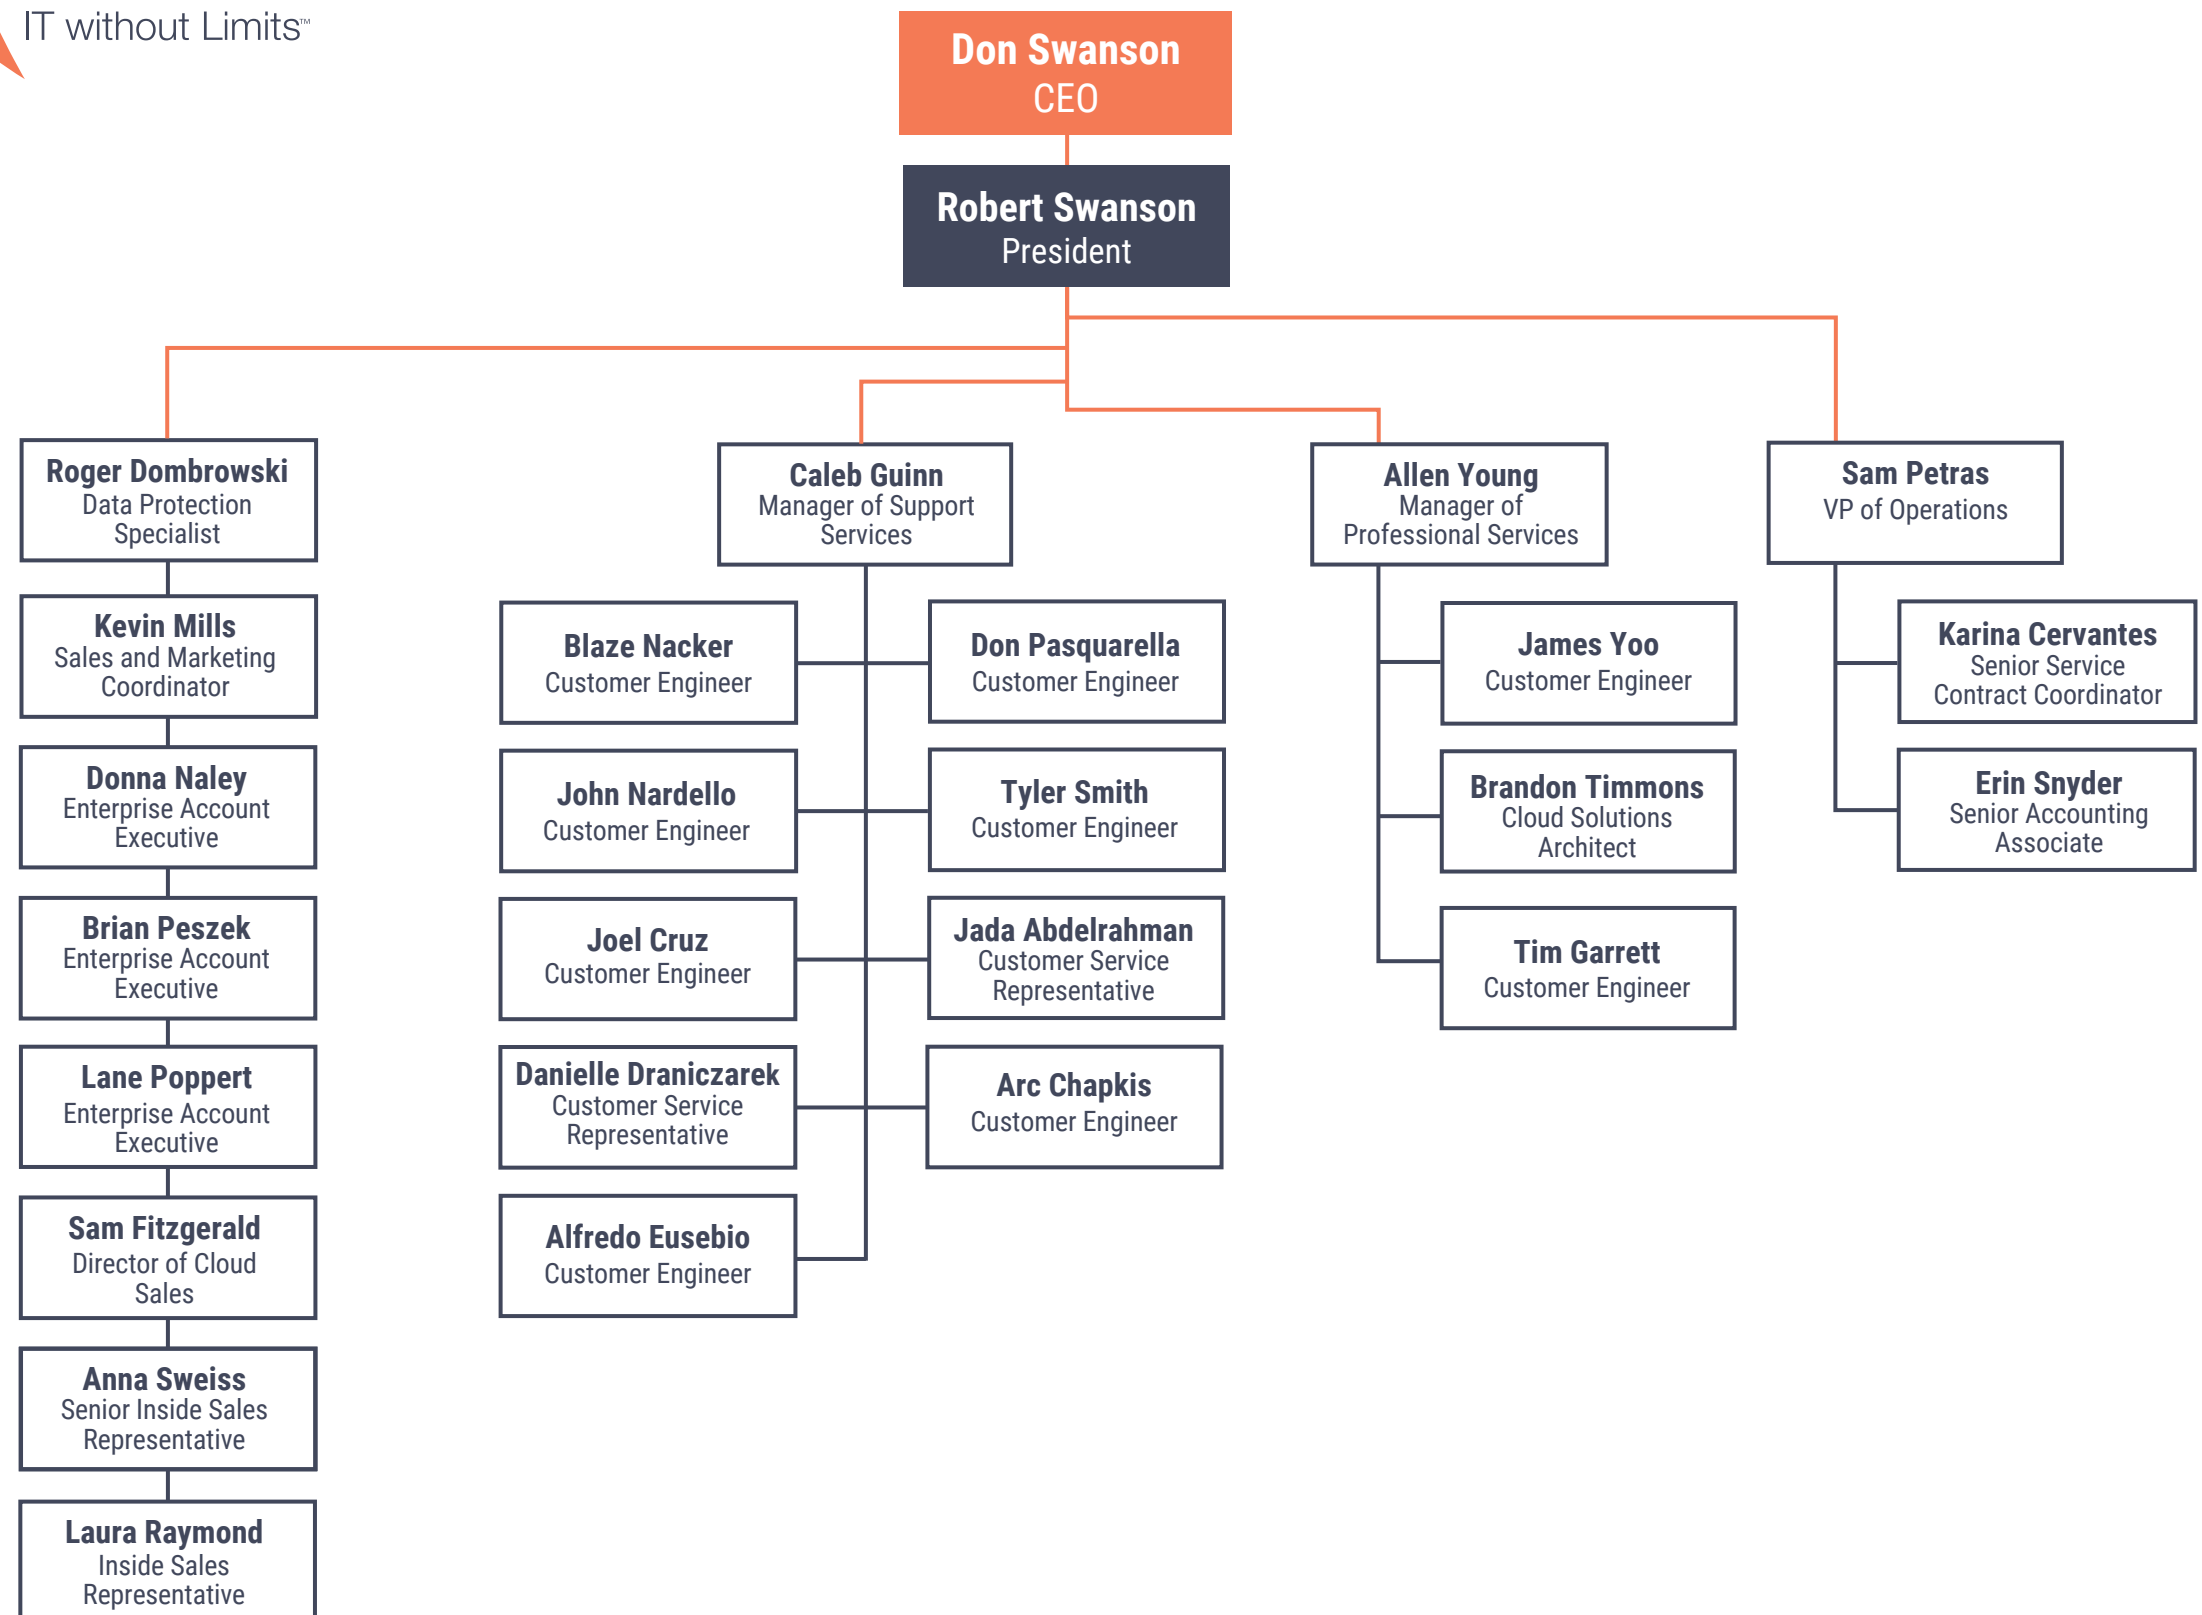 IT without Limits™
Don Swanson
CEO
Robert Swanson
President
Roger Dombrowski
Data Protection
Specialist
Kevin Mills
Sales and Marketing
Coordinator
Donna Naley
Enterprise Account
Executive
Brian Peszek
Enterprise Account
Executive
Lane Poppert
Enterprise Account
Executive
Sam Fitzgerald
Director of Cloud
Sales
Anna Sweiss
Senior Inside Sales
Representative
Laura Raymond
Inside Sales
Representative
Caleb Guinn
Manager of Support
Services
Blaze Nacker
Customer Engineer
Don Pasquarella
Customer Engineer
John Nardello
Customer Engineer
Tyler Smith
Customer Engineer
Joel Cruz
Customer Engineer
Jada Abdelrahman
Customer Service
Representative
Danielle Draniczarek
Customer Service
Representative
Arc Chapkis
Customer Engineer
Alfredo Eusebio
Customer Engineer
Allen Young
Manager of
Professional Services
James Yoo
Customer Engineer
Brandon Timmons
Cloud Solutions
Architect
Tim Garrett
Customer Engineer
Sam Petras
VP of Operations
Karina Cervantes
Senior Service
Contract Coordinator
Erin Snyder
Senior Accounting
Associate